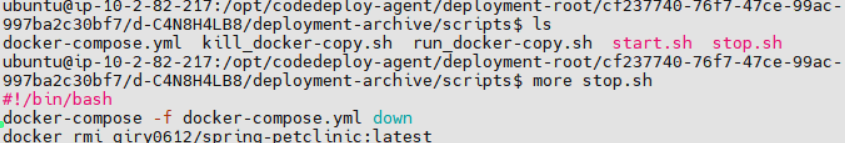 ubuntu@ip-10-2-82-217:/opt/codedeploy-agent/deployment-root/cf237740-76f7-47ce-99ac-
997ba2c30bf7/d-C4N8H4LB8/deployment-archive/scripts$ ls
docker-compose.yml kill_docker-copy.sh run_docker-copy.sh start.sh stop.sh
ubuntu@ip-10-2-82-217:/opt/codedeploy-agent/deployment-root/cf237740-76f7-47ce-99ac-
997ba2c30bf7/d-C4N8H4LB8/deployment-archive/scripts$ more stop.sh
#!/bin/bash
docker-compose -f docker-compose.yml down
docker rmi giry0612/spring-petclinic:latest